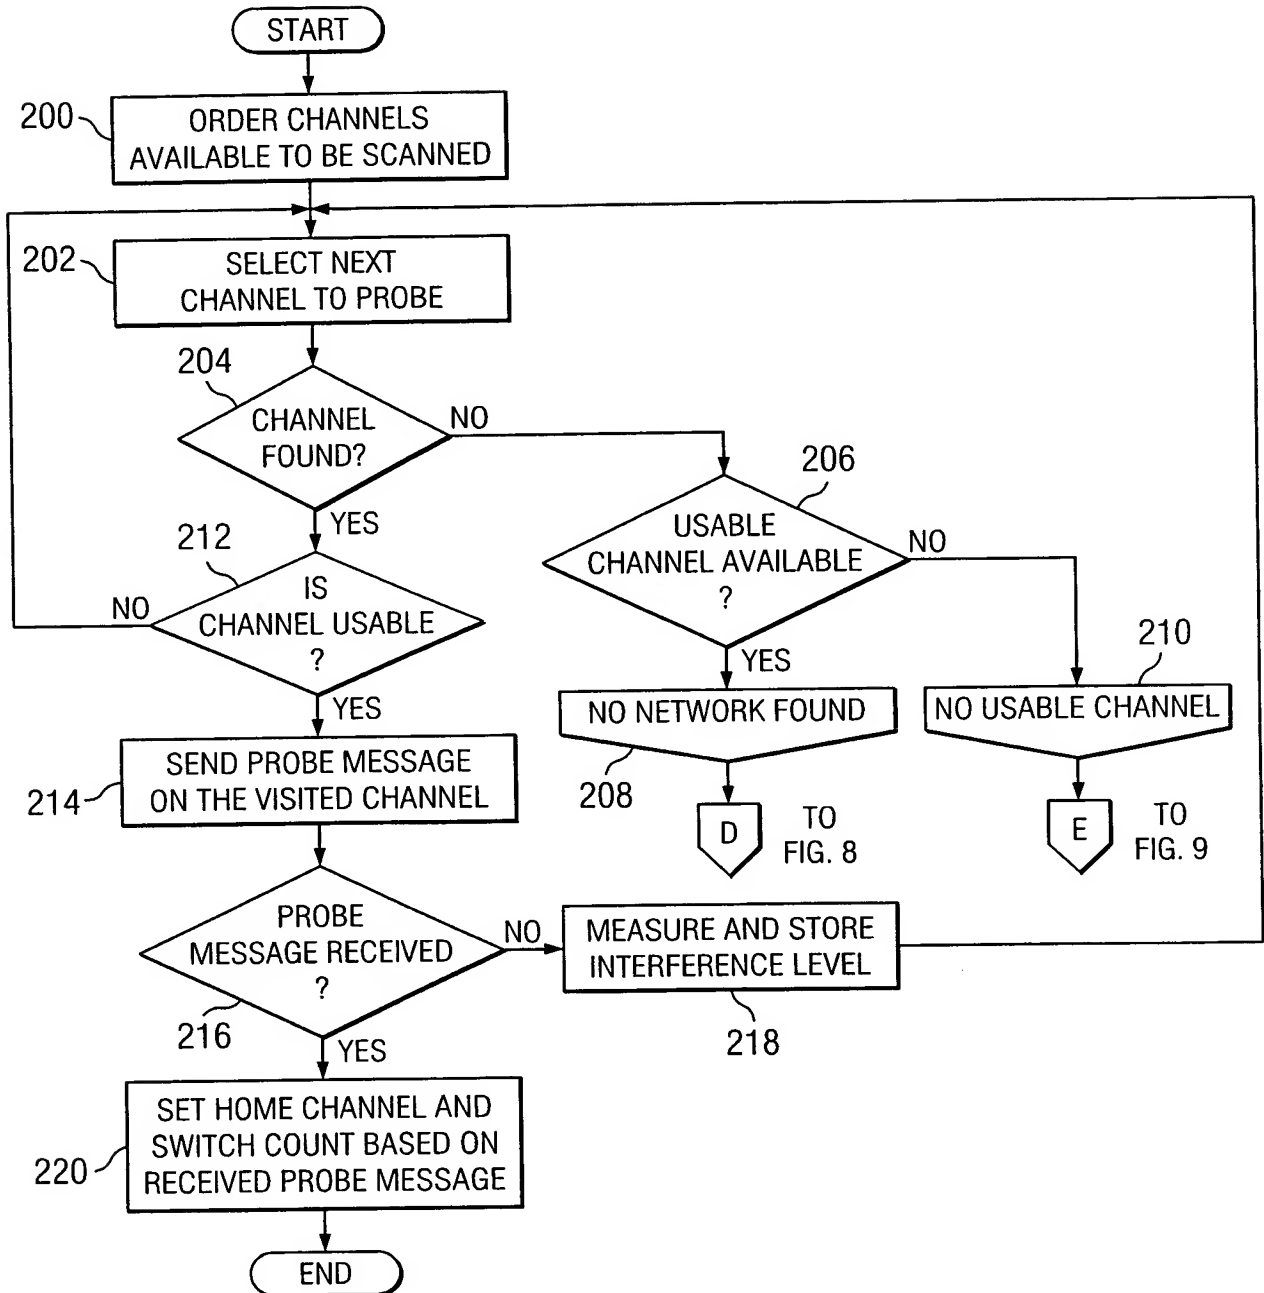 START
200
ORDER CHANNELS
AVAILABLE TO BE SCANNED
202
SELECT NEXT
CHANNEL TO PROBE
204
CHANNEL
FOUND?
NO
YES
206
USABLE
CHANNEL AVAILABLE
?
NO
YES
212
IS
CHANNEL USABLE
?
NO
YES
210
NO NETWORK FOUND
NO USABLE CHANNEL
208
D
TO
FIG. 8
E
TO
FIG. 9
214
SEND PROBE MESSAGE
ON THE VISITED CHANNEL
PROBE
MESSAGE RECEIVED
?
216
NO
YES
MEASURE AND STORE
INTERFERENCE LEVEL
218
220
SET HOME CHANNEL AND
SWITCH COUNT BASED ON
RECEIVED PROBE MESSAGE
END